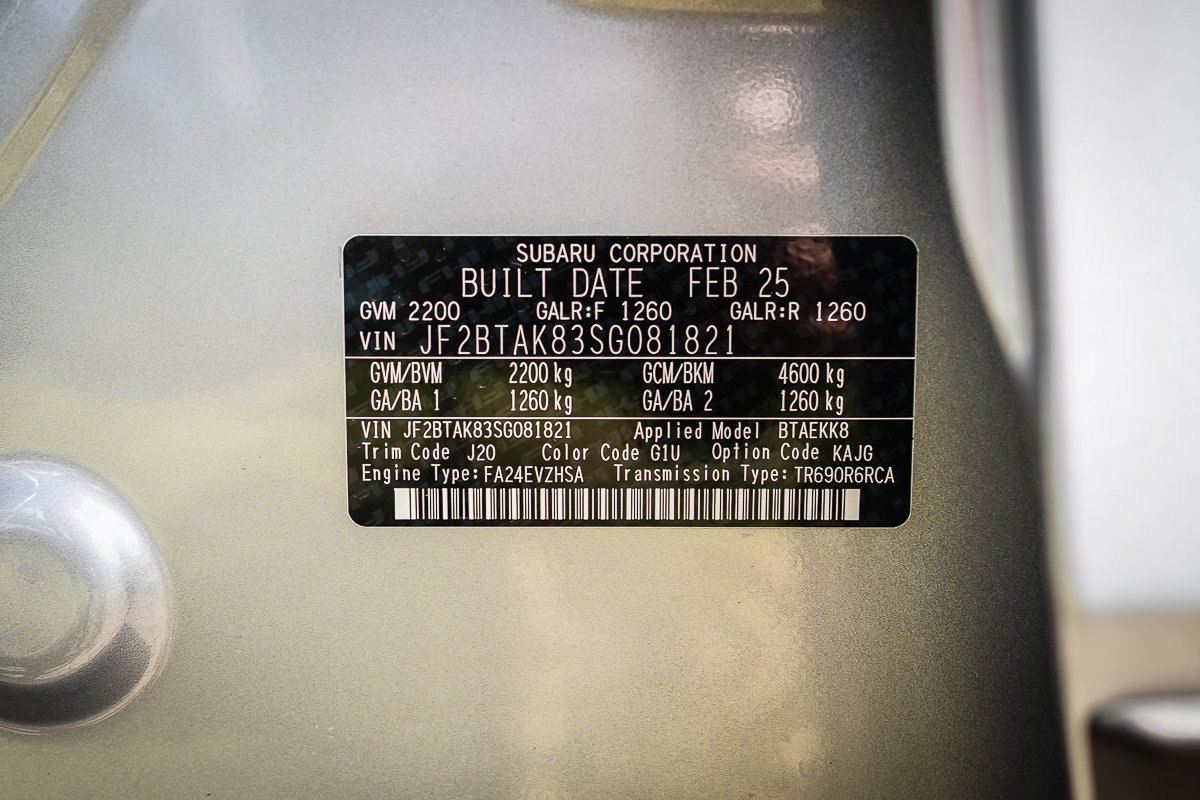 SUBARU CORPORATION
BUILT DATE FEB 25
GVM 2200 GALR:F 1260 GALR:R 1260
VIN JF2BTAK83SG081821
GVM/BVM 2200 kg GCM/BKM 4600 kg
GA/BA 1 1260 kg GA/BA 2 1260 kg
VIN JF2BTAK83SG081821 Applied Model BTAEKK8
Trim Code J20 Color Code G1U Option Code KAJG
Engine Type: FA24EVZHSA Transmission Type: TR690R6RCA